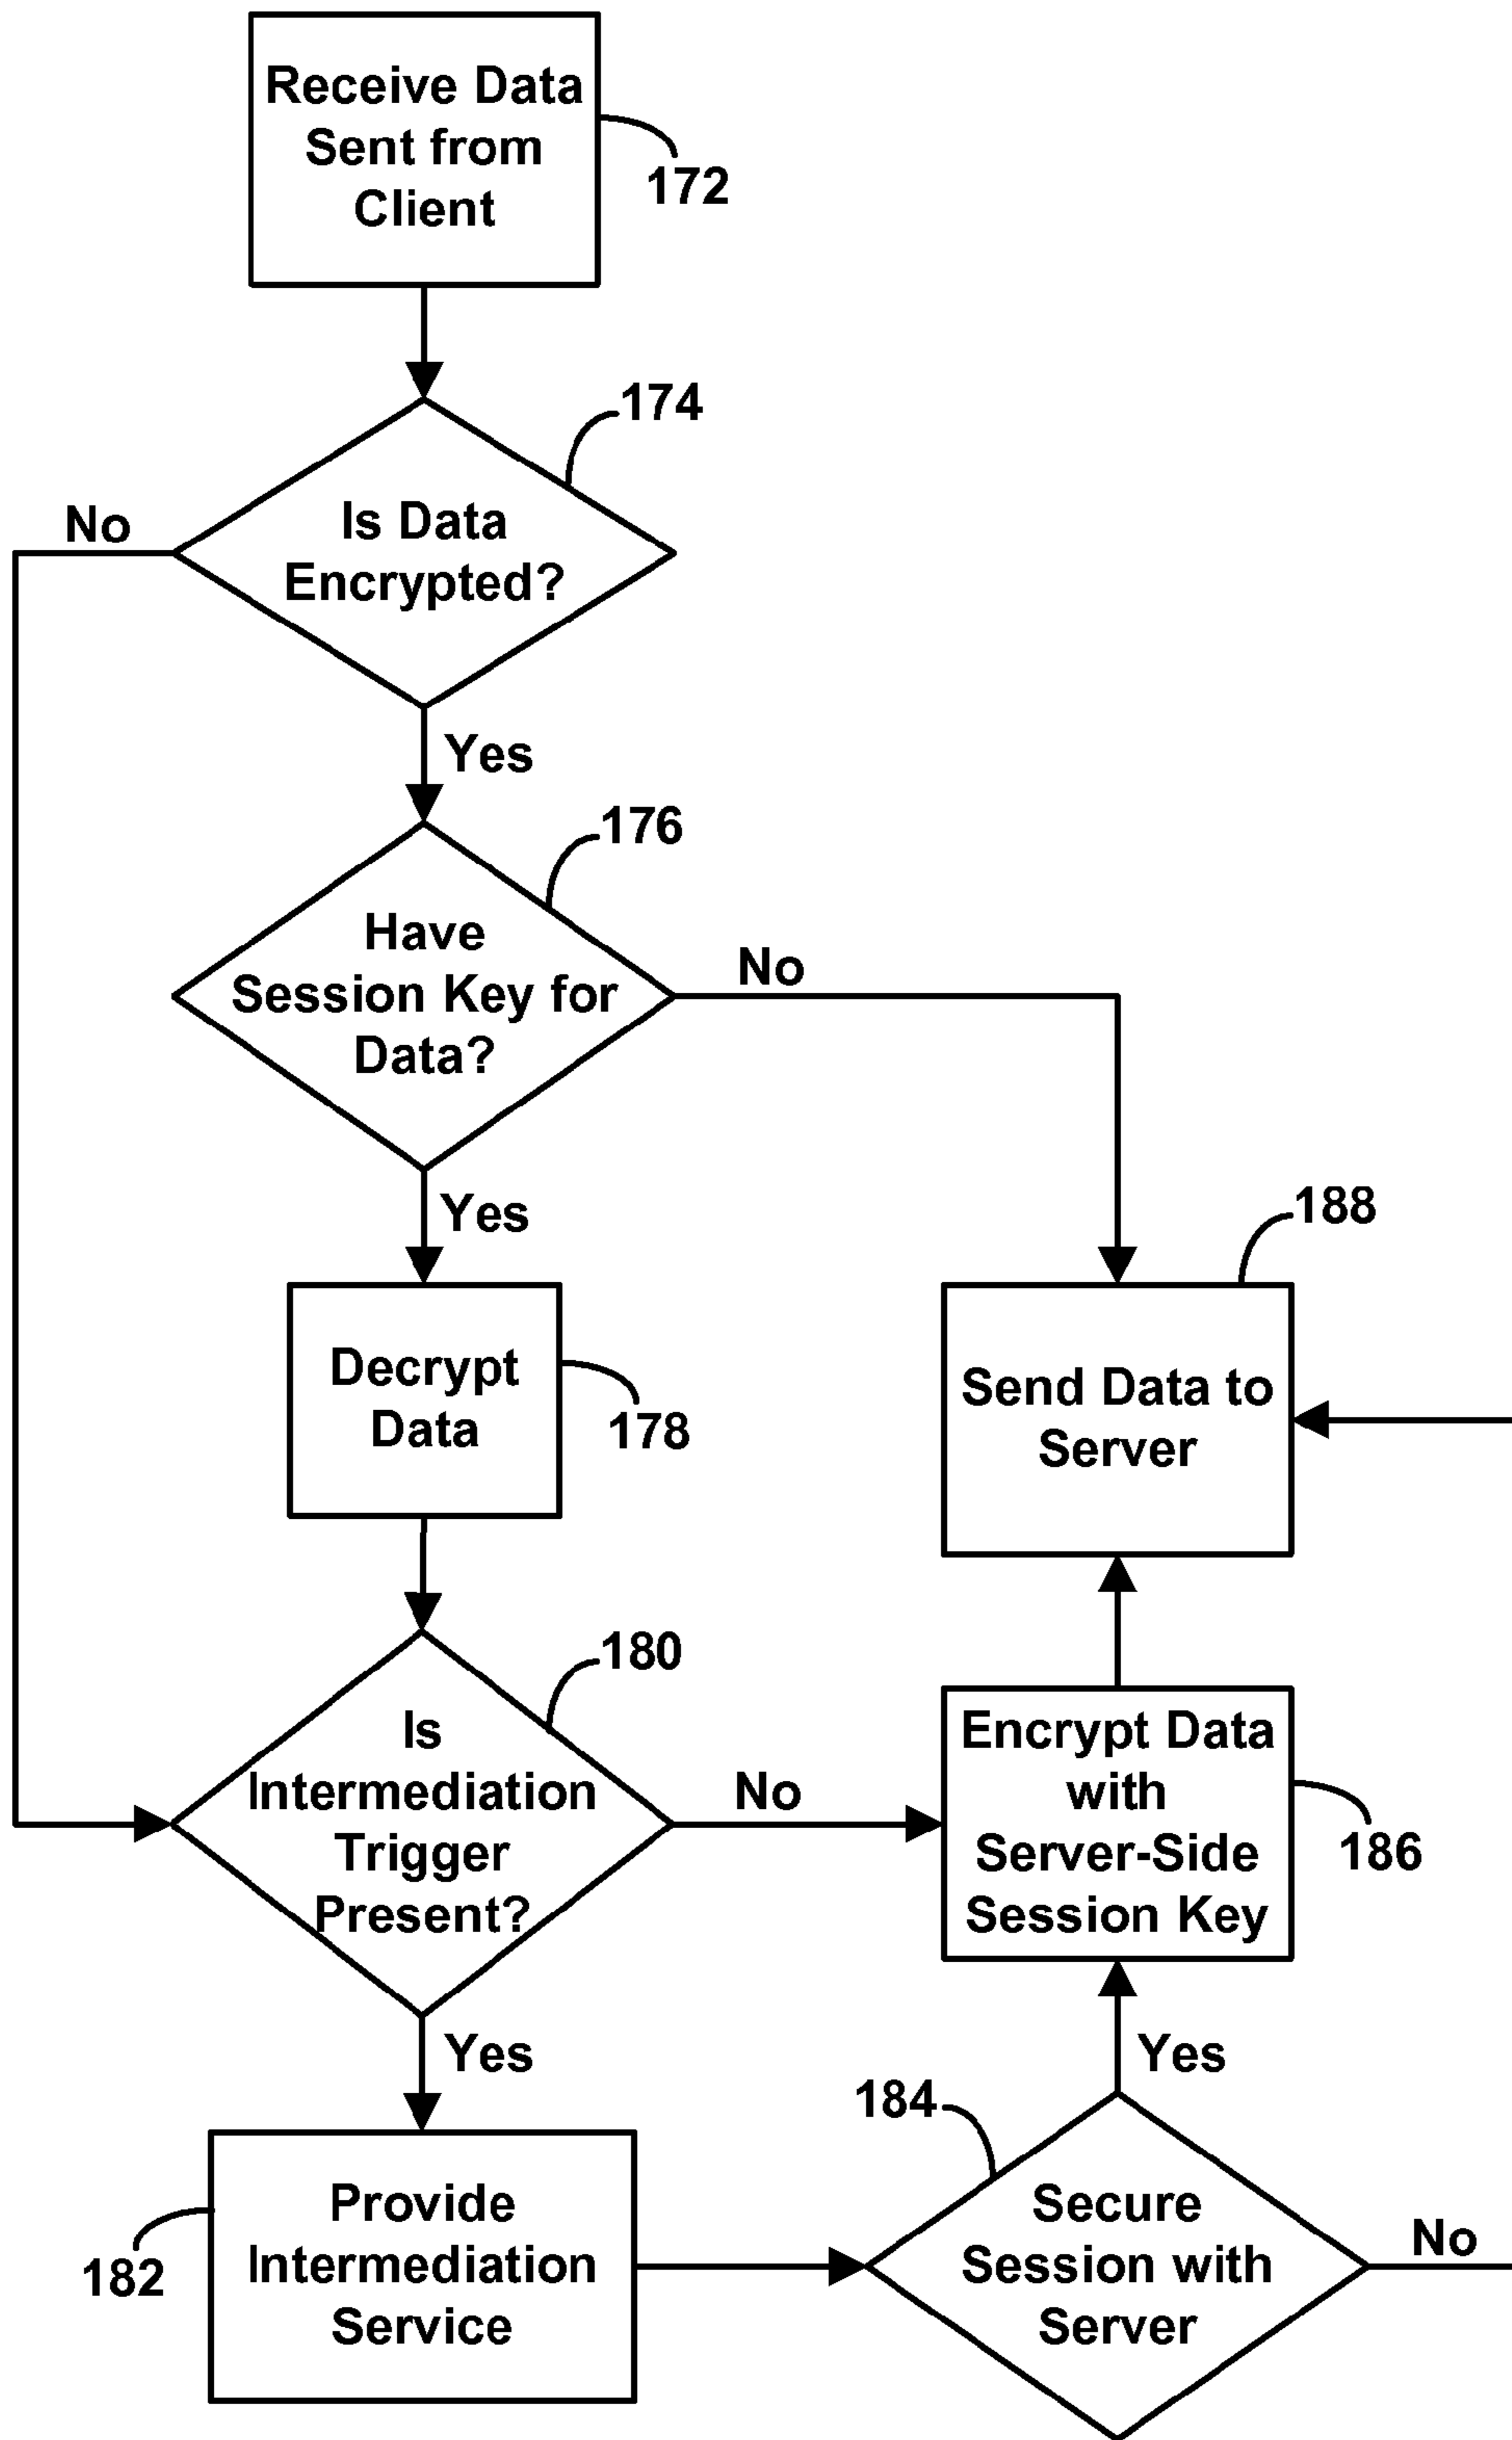 Receive Data
Sent from
Client
172
174
Is Data
Encrypted?
No
Yes
176
Have
Session Key for
Data?
No
Yes
Decrypt
Data
178
188
Send Data to
Server
180
Is
Intermediation
Trigger
Present?
No
Encrypt Data
with
Server-Side
Session Key
186
Yes
Yes
184
Provide
Intermediation
Service
182
Secure
Session with
Server
No